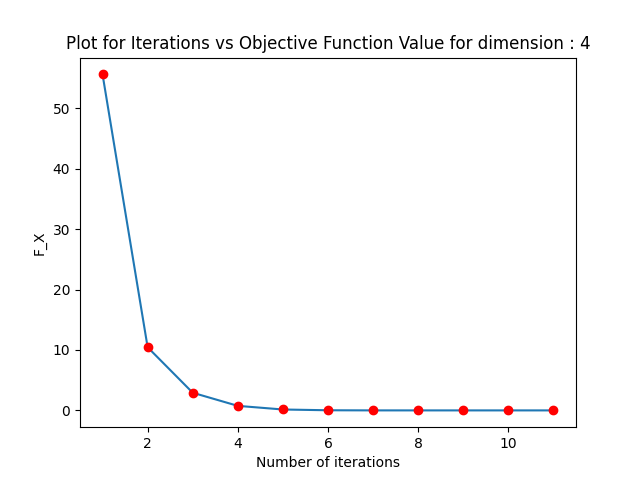 Plot for Iterations vs Objective Function Value for dimension : 4
50
40
30
20
10
0
F_X
2 4 6 8 10
Number of iterations